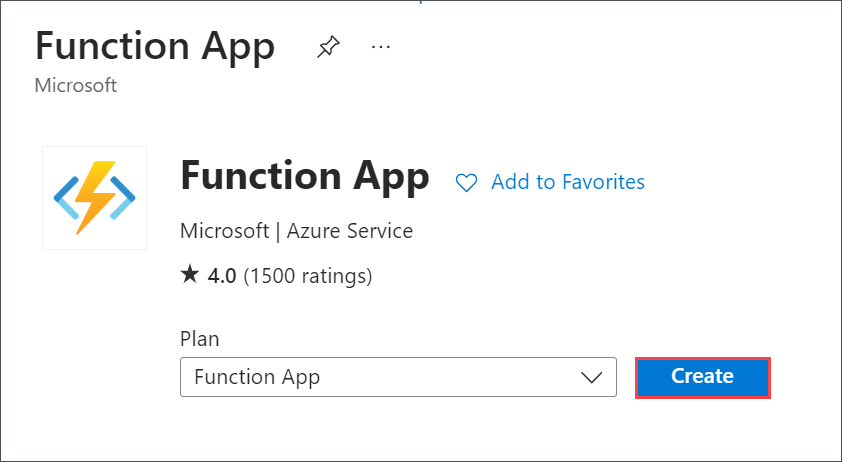 Function App ...
Microsoft
Function App
Add to Favorites
Microsoft | Azure Service
★ 4.0 (1500 ratings)
Plan
Function App
Create